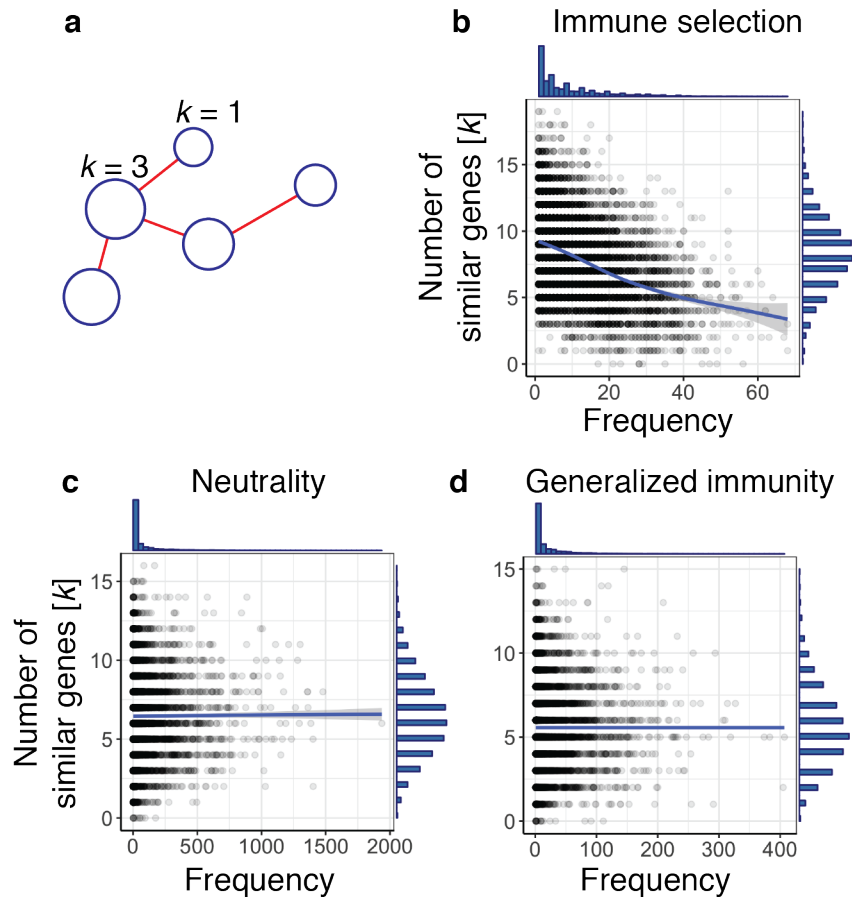 a
k = 1
k = 3
b
Immune selection
Number of
similar genes [k]
15
10
5
0
0 20 40 60
Frequency
c
Neutrality
Number of
similar genes [k]
15
10
5
0
0 500 1000 1500 2000
Frequency
d
Generalized immunity
15
10
5
0
0 100 200 300 400
Frequency